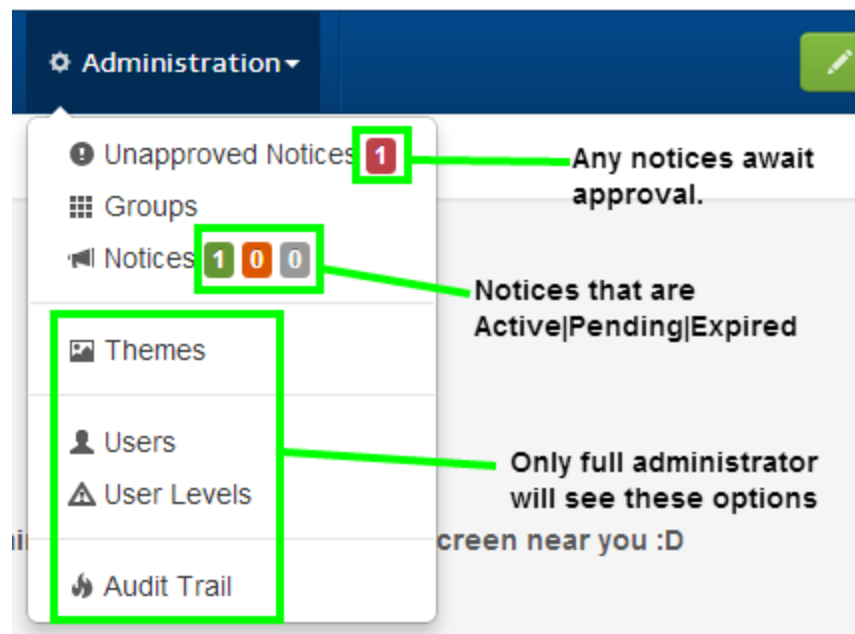 Administration
Unapproved Notices 1
Any notices await
approval.
Groups
Notices 1 0 0
Notices that are
Active|Pending|Expired
Themes
Users
Only full administrator
will see these options
User Levels
creen near you :D
Audit Trail